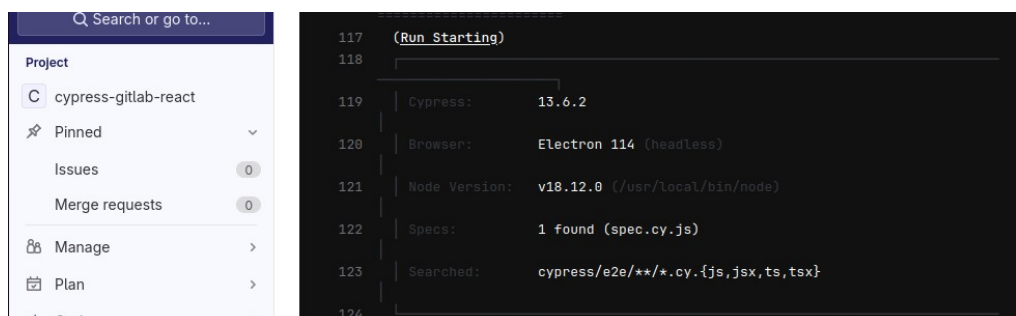 Search or go to...
Project
C cypress-gitlab-react
Pinned
Issues 0
Merge requests 0
Manage
Plan
117 (Run Starting)
118
119 Cypress: 13.6.2
120 Browser: Electron 114 (headless)
121 Node Version: v18.12.0 (/usr/local/bin/node)
122 Specs: 1 found (spec.cy.js)
123 Searched: cypress/e2e/**/*.cy.{js,jsx,ts,tsx}
124